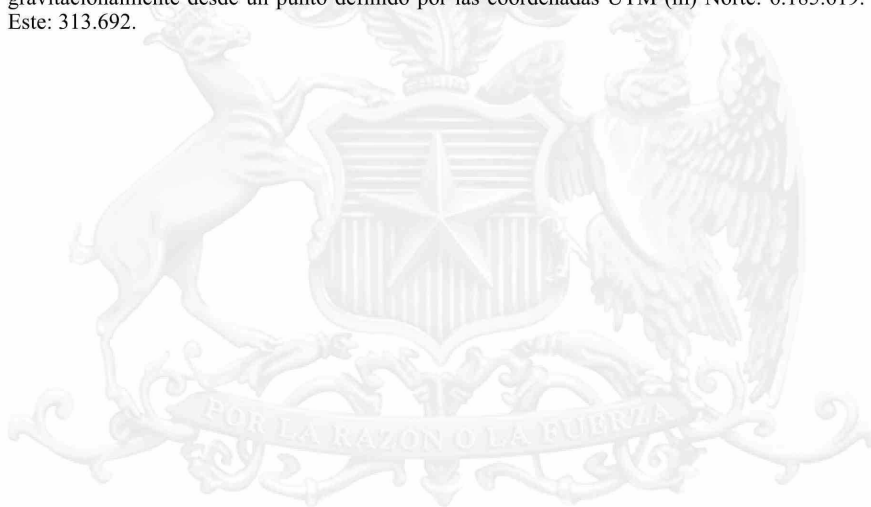 gravitacionalmente desde un punto definido por las coordenadas UTM (m) Norte: 6.185.019.
Este: 313.692.
POR LA RAZÓN O LA FUERZA